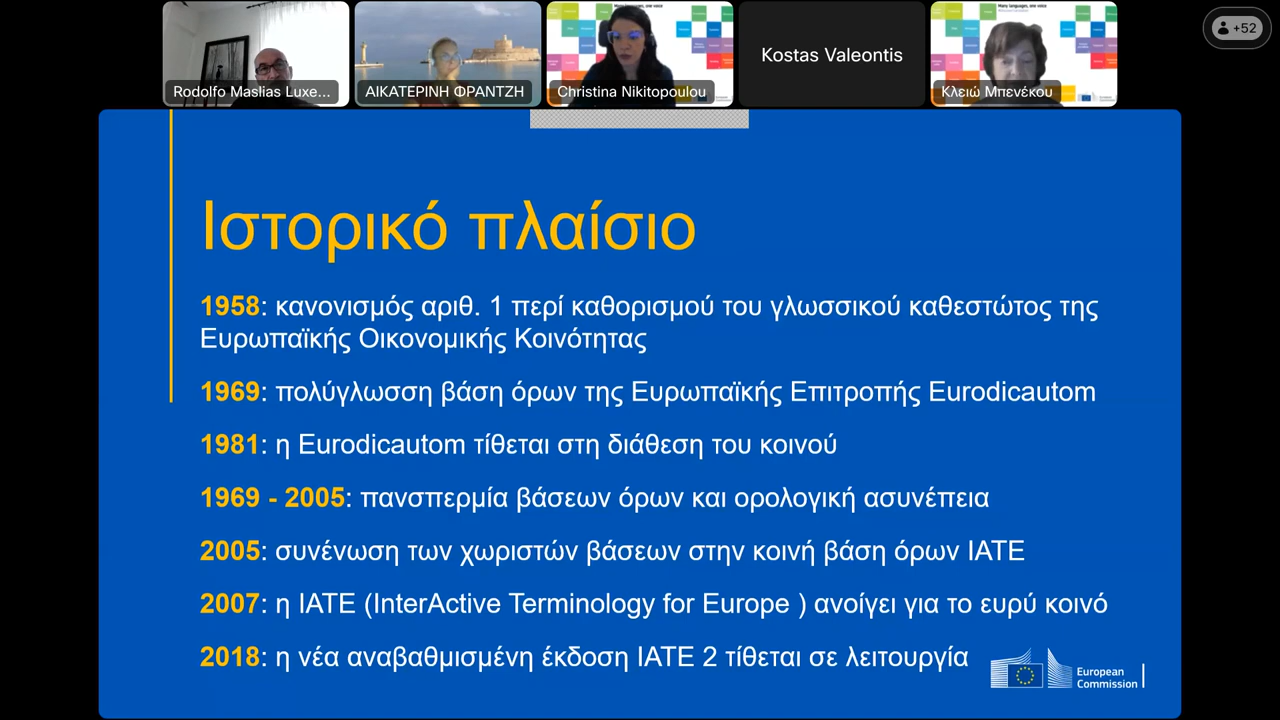 Rodolfo Maslias Luxe...
ΑΙΚΑΤΕΡΙΝΗ ΦΡΑΝΤΖΗ
Christina Nikitopoulou
Kostas Valeontis
Κλειώ Μπενέκου
+52
Ιστορικό πλαίσιο
1958: κανονισμός αριθ. 1 περί καθορισμού του γλωσσικού καθεστώτος της
Ευρωπαϊκής Οικονομικής Κοινότητας
1969: πολύγλωσση βάση όρων της Ευρωπαϊκής Επιτροπής Eurodicautom
1981: η Eurodicautom τίθεται στη διάθεση του κοινού
1969 - 2005: πανσπερμία βάσεων όρων και ορολογική ασυνέπεια
2005: συνένωση των χωριστών βάσεων στην κοινή βάση όρων ΙΑΤΕ
2007: η ΙΑΤΕ (InterActive Terminology for Europe ) ανοίγει για το ευρύ κοινό
2018: η νέα αναβαθμισμένη έκδοση ΙΑΤΕ 2 τίθεται σε λειτουργία
European
Commission